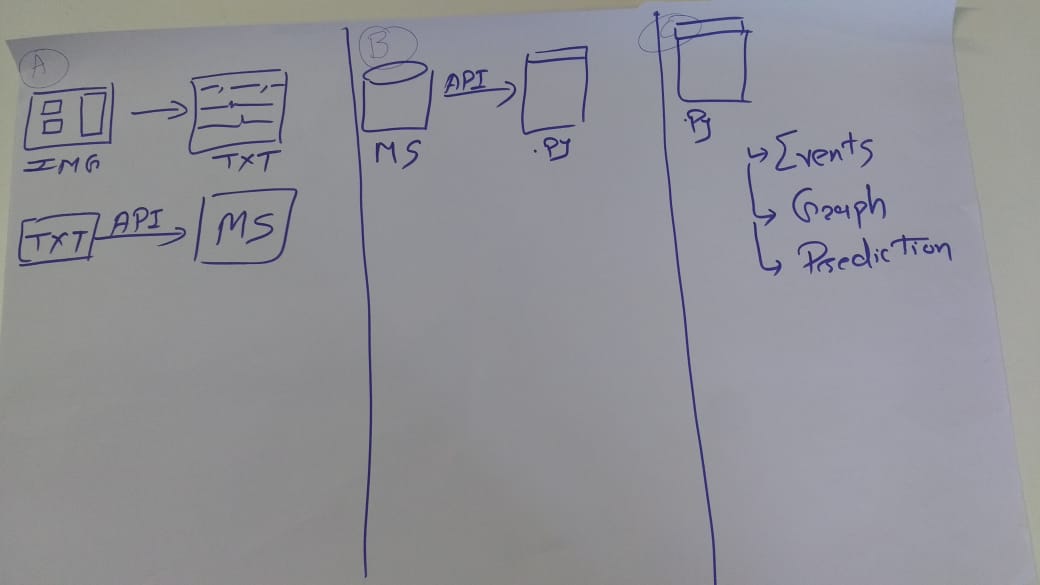 A
IMG
TXT
TXT
API
MS
B
MS
API
.Py
C
.Py
Events
Graph
Prediction